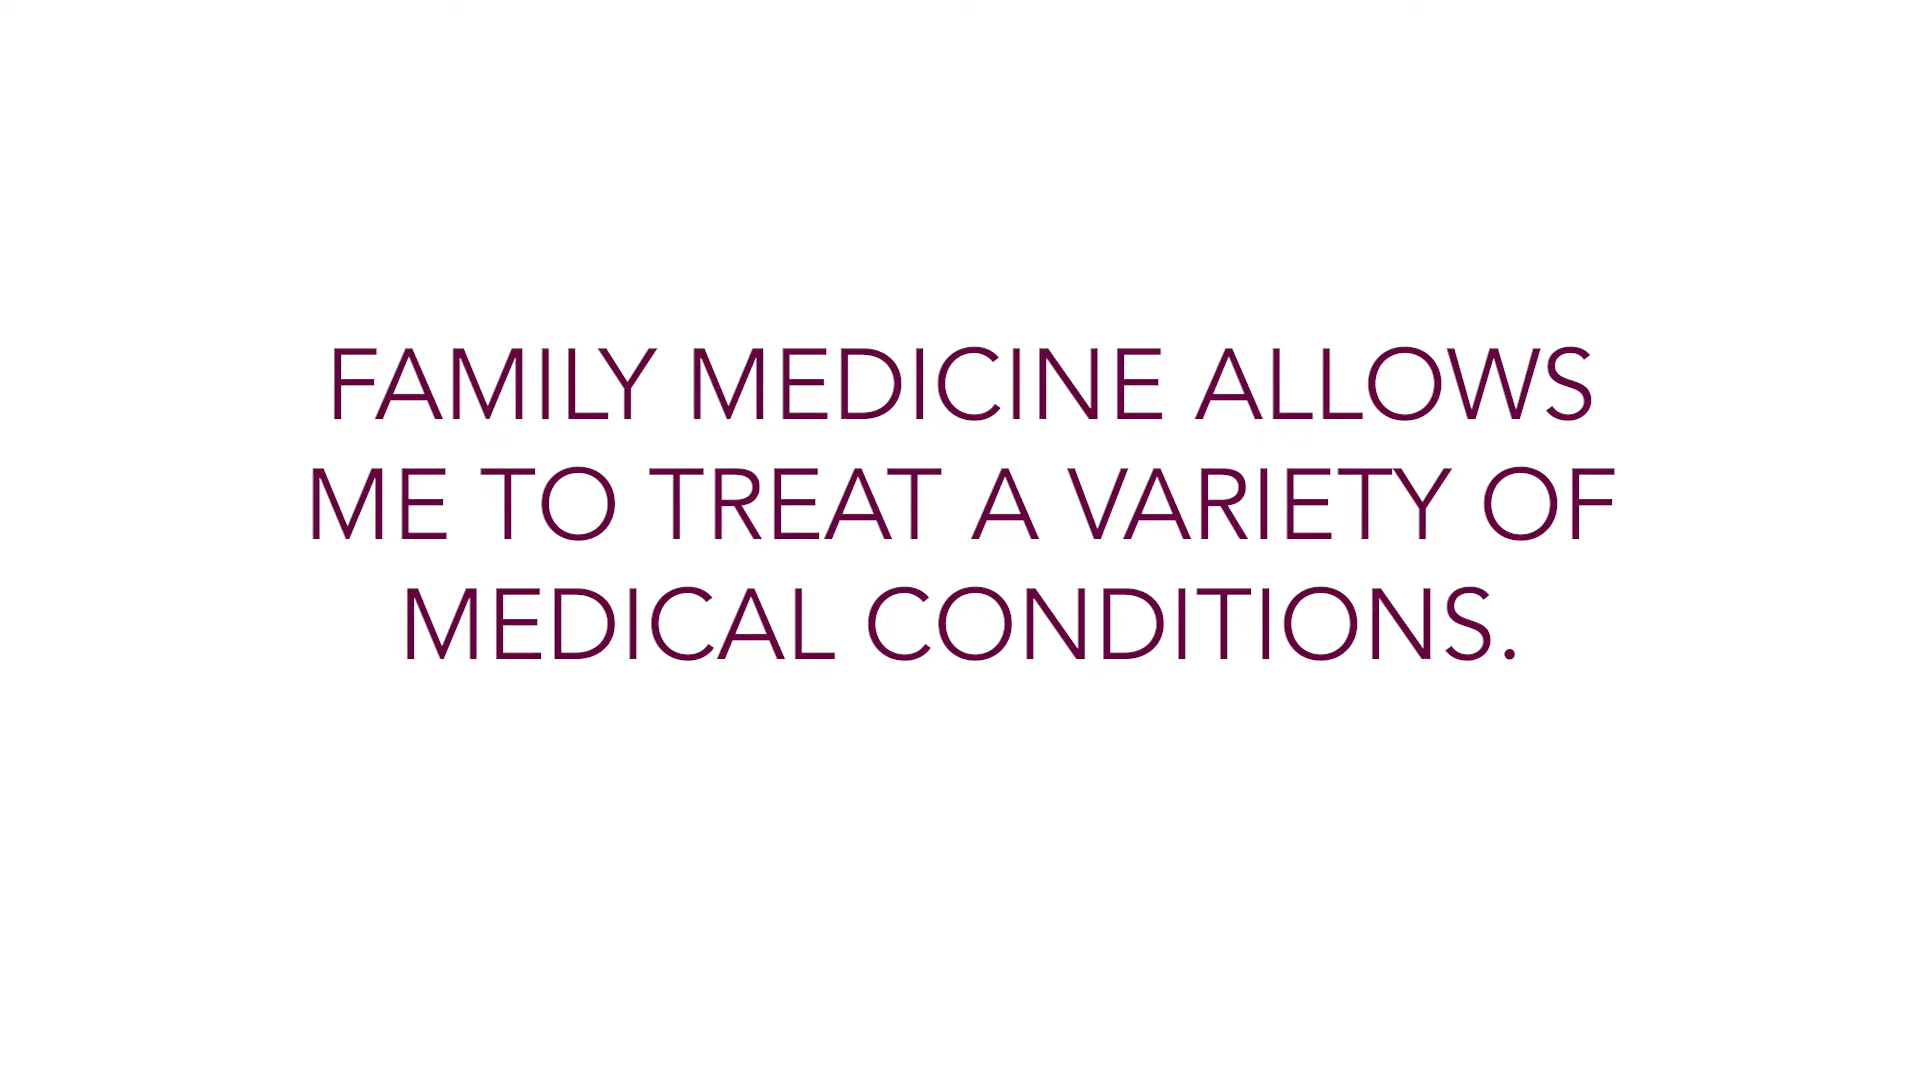 FAMILY MEDICINE ALLOWS
ME TO TREAT A VARIETY OF
MEDICAL CONDITIONS.